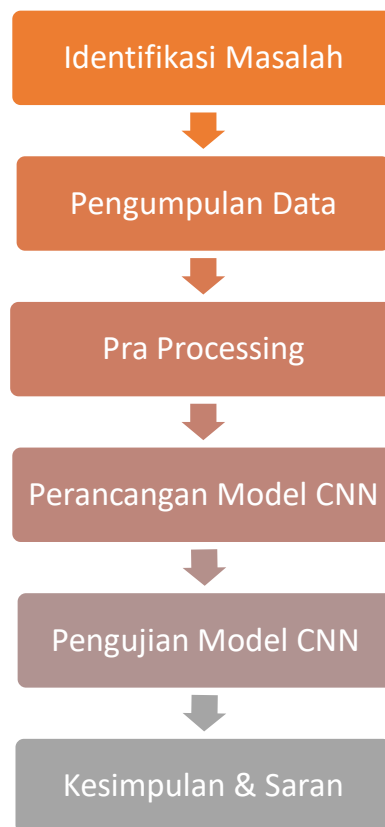 Identifikasi Masalah
Pengumpulan Data
Pra Processing
Perancangan Model CNN
Pengujian Model CNN
Kesimpulan & Saran